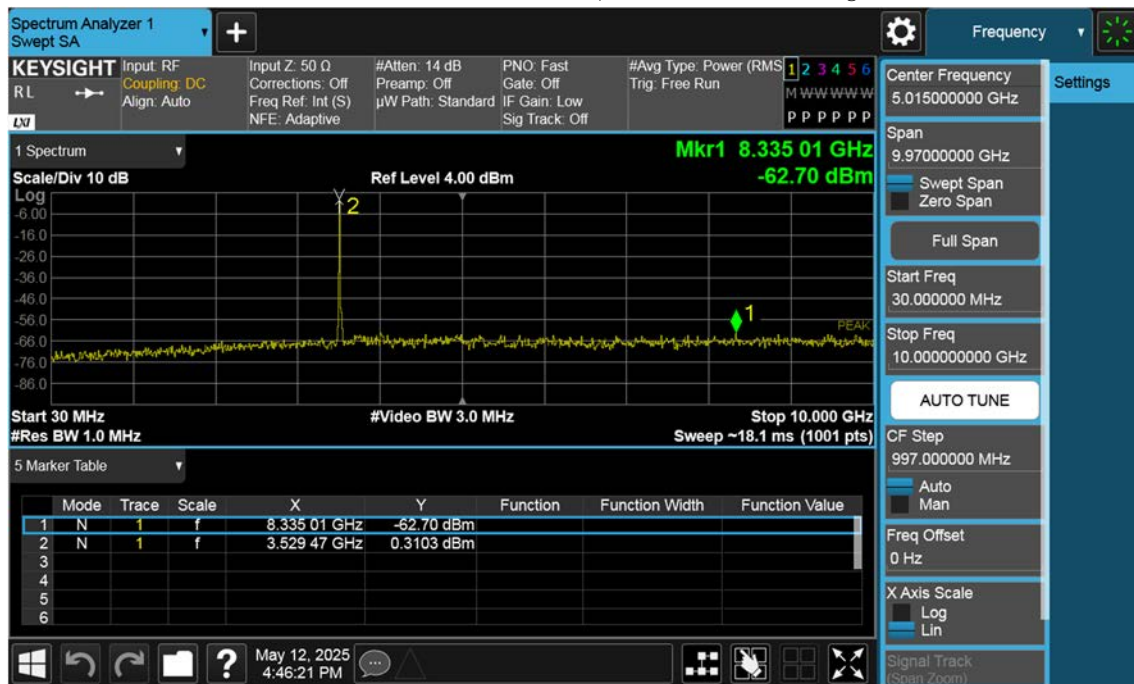 Spectrum Analyzer 1
Swept SA
Frequency
KEYSIGHT
RL
LXI
Input: RF
Coupling: DC
Align: Auto
Input Z: 50 Ω
Corrections: Off
Freq Ref: Int (S)
NFE: Adaptive
#Atten: 14 dB
Preamp: Off
µW Path: Standard
PNO: Fast
Gate: Off
IF Gain: Low
Sig Track: Off
#Avg Type: Power (RMS
Trig: Free Run
1 2 3 4 5 6
M W W W W W
P P P P P P
1 Spectrum
Mkr1 8.335 01 GHz
Scale/Div 10 dB
Ref Level 4.00 dBm
-62.70 dBm
Log
2
-6.00
-16.0
-26.0
-36.0
-46.0
-56.0
1
PEAK
-66.0
-76.0
-86.0
Start 30 MHz
#Video BW 3.0 MHz
Stop 10.000 GHz
#Res BW 1.0 MHz
Sweep ~18.1 ms (1001 pts)
5 Marker Table
Mode Trace Scale X Y Function Function Width Function Value
1 N 1 f 8.335 01 GHz -62.70 dBm
2 N 1 f 3.529 47 GHz 0.3103 dBm
3
4
5
6
May 12, 2025
4:46:21 PM
Center Frequency
5.015000000 GHz
Span
9.97000000 GHz
Swept Span
Zero Span
Full Span
Start Freq
30.000000 MHz
Stop Freq
10.000000000 GHz
AUTO TUNE
CF Step
997.000000 MHz
Auto
Man
Freq Offset
0 Hz
X Axis Scale
Log
Lin
Signal Track
(Span Zoom)
Settings